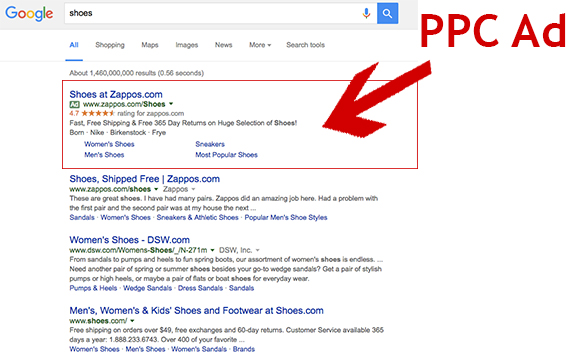 Google
shoes
PPC Ad
All Shopping Maps Images News More Search tools
About 1,460,000,000 results (0.56 seconds)
Shoes at Zappos.com
Ad www.zappos.com/Shoes
4.7 rating for zappos.com
Fast, Free Shipping & Free 365 Day Returns on Huge Selection of Shoes!
Born · Nike · Birkenstock · Frye
Women's Shoes Sneakers
Men's Shoes Most Popular Shoes
Shoes, Shipped Free | Zappos.com
www.zappos.com/shoes Zappos
These are great shoes. I have had many pairs. Zappos did an amazing job here. Had a problem with
the first pair and the second pair was at my house the next ...
Sandals · Women's Shoes · Sneakers & Athletic Shoes · Popular Men's Shoe Styles
Women's Shoes - DSW.com
www.dsw.com/Womens-Shoes/_/N-271m DSW, Inc.
From sandals to pumps and heels to fun spring boots, our assortment of women's shoes is endless. ...
Need another pair of spring or summer shoes besides your go-to wedge sandals? Get a pair of stylish
pumps or high heels, or maybe a pair of flats or boat shoes for everyday wear.
Pumps & Heels · Wedge Sandals · Dress Sandals · Sandals
Men's, Women's & Kids' Shoes and Footwear at Shoes.com
www.shoes.com/
Free shipping on orders over $49, free exchanges and 60-day returns. Customer Service available 365
days a year: 1.888.233.6743. Over 400 of your favorite ...
Women's Shoes · Men's Shoes · Women's Sandals · Brands